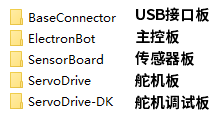 BaseConnector USB接口板
ElectronBot 主控板
SensorBoard 传感器板
ServoDrive 舵机板
ServoDrive-DK 舵机调试板